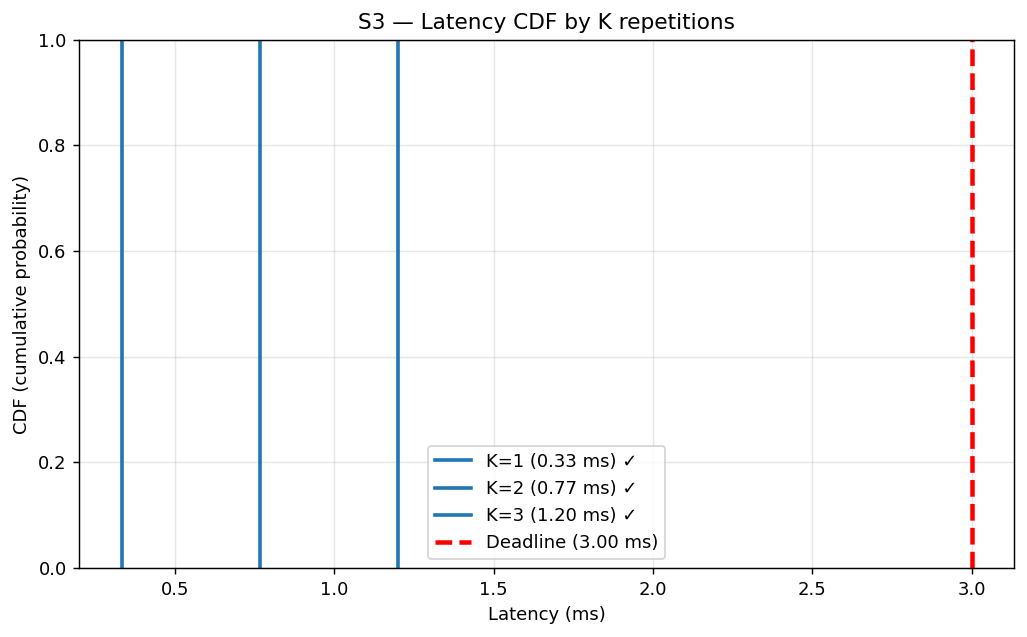 S3 — Latency CDF by K repetitions
CDF (cumulative probability)
1.0
0.8
0.6
0.4
0.2
0.0
K=1 (0.33 ms) ✓
K=2 (0.77 ms) ✓
K=3 (1.20 ms) ✓
Deadline (3.00 ms)
0.5 1.0 1.5 2.0 2.5 3.0
Latency (ms)